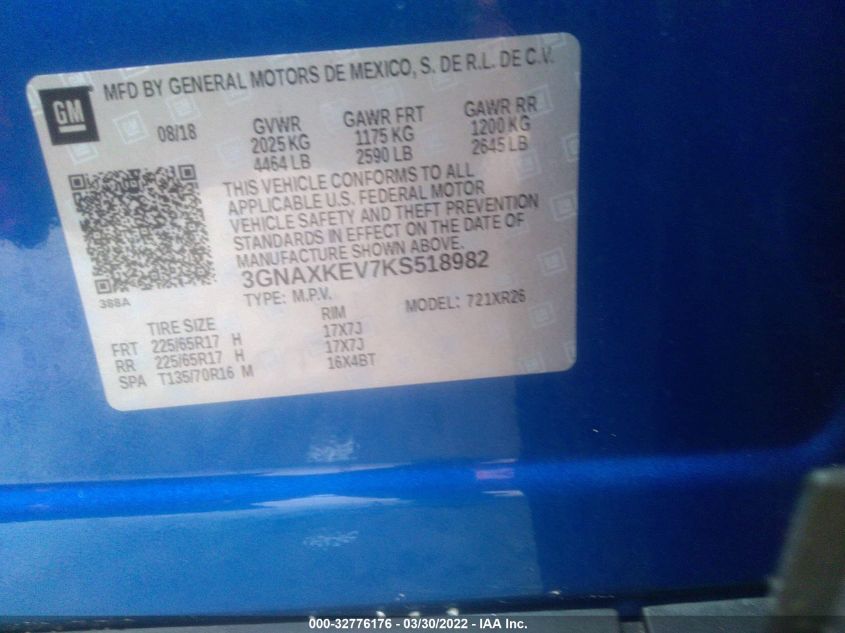 GM
MFD BY GENERAL MOTORS DE MEXICO, S. DE R.L. DE C.V.
08/18 GVWR GAWR FRT GAWR RR
2025 KG 1175 KG 1200 KG
4464 LB 2590 LB 2645 LB
THIS VEHICLE CONFORMS TO ALL
APPLICABLE U.S. FEDERAL MOTOR
VEHICLE SAFETY AND THEFT PREVENTION
STANDARDS IN EFFECT ON THE DATE OF
MANUFACTURE SHOWN ABOVE.
3GNAXKEV7KS518982
388A
TYPE: M.P.V. MODEL: 721XR26
TIRE SIZE RIM
FRT 225/65R17 H 17X7J
RR 225/65R17 H 17X7J
SPA T135/70R16 M 16X4BT
000-32776176 - 03/30/2022 - IAA Inc.